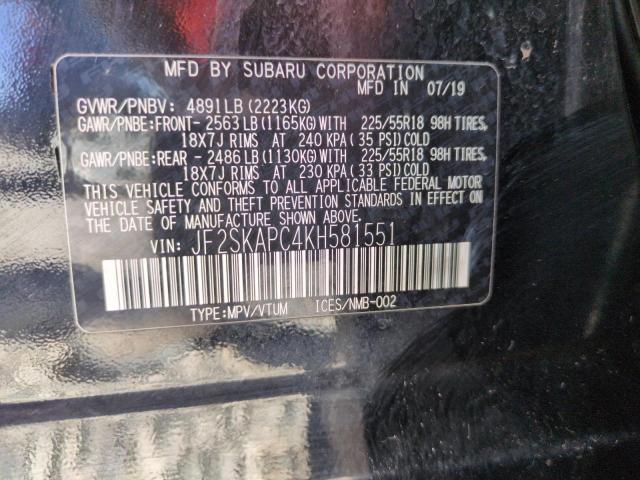 MFD BY SUBARU CORPORATION
MFD IN 07/19
GVWR/PNBV: 4891LB(2223KG)
GAWR/PNBE:FRONT- 2563LB(1165KG)WITH 225/55R18 98H TIRES,
18X7J RIMS AT 240 KPA(35 PSI)COLD
GAWR/PNBE:REAR - 2486LB(1130KG)WITH 225/55R18 98H TIRES,
18X7J RIMS AT 230 KPA(33 PSI)COLD
THIS VEHICLE CONFORMS TO ALL APPLICABLE FEDERAL MOTOR
VEHICLE SAFETY AND THEFT PREVENTION STANDARDS IN EFFECT ON
THE DATE OF MANUFACTURE SHOWN ABOVE.
VIN: JF2SKAPC4KH581551
TYPE:MPV/VTUM ICES/NMB-002